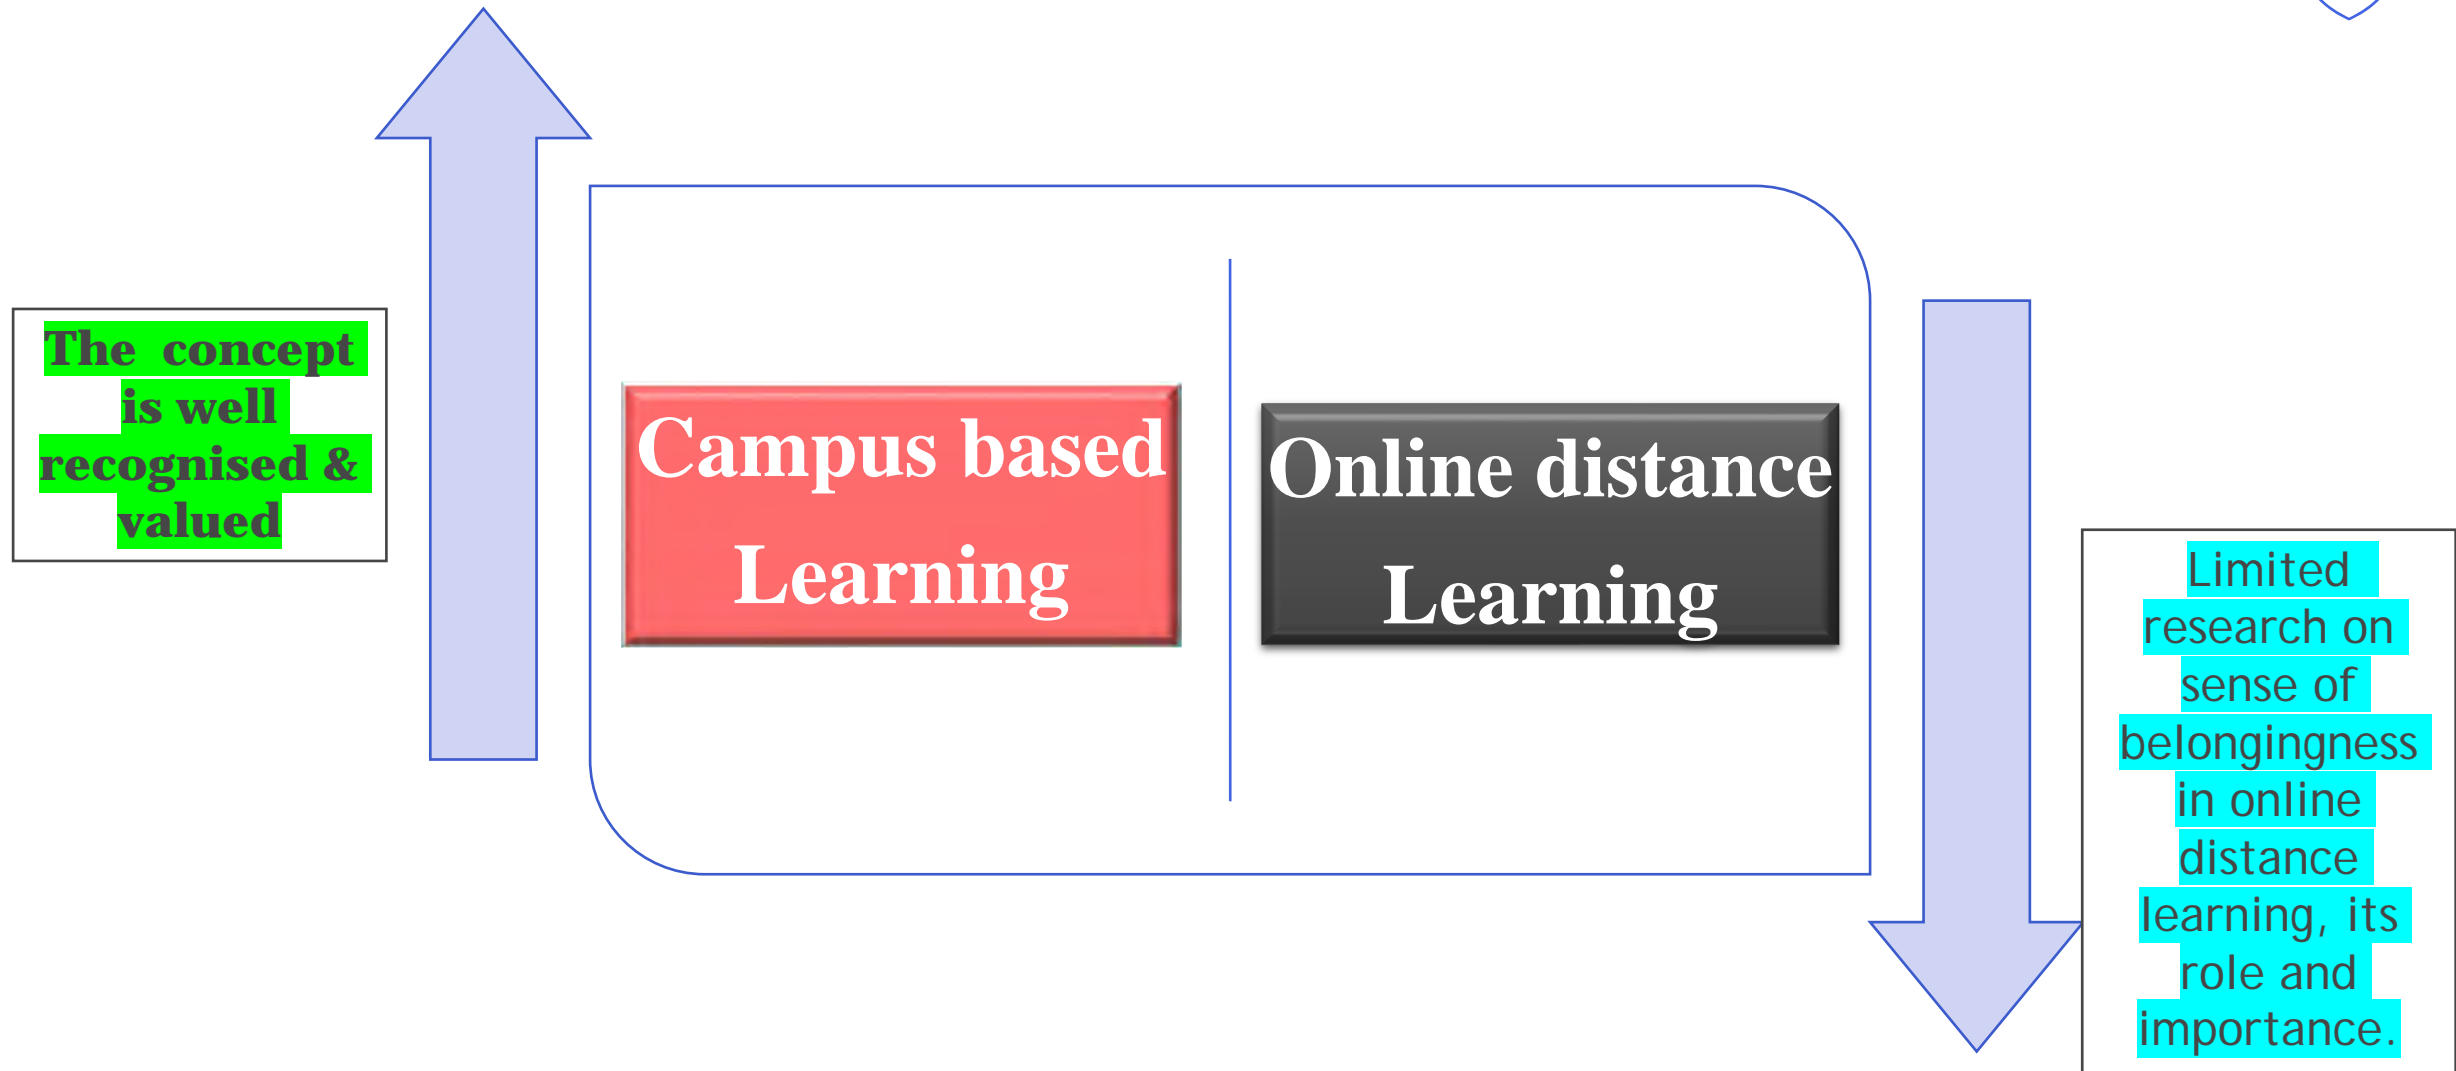 The concept
is well
recognised &
valued
Campus based
Learning
Online distance
Learning
Limited
research on
sense of
belongingness
in online
distance
learning, its
role and
importance.